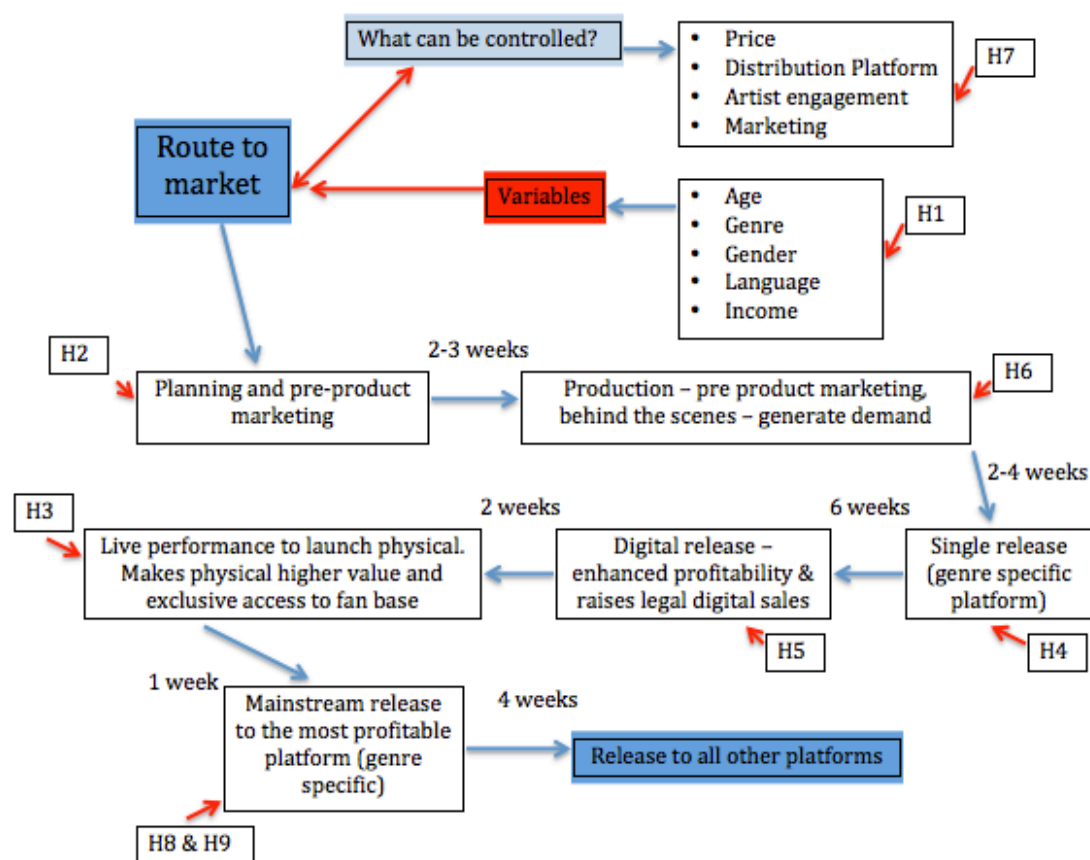 What can be controlled?
• Price
• Distribution Platform
• Artist engagement
• Marketing
H7
Route to
market
Variables
• Age
• Genre
• Gender
• Language
• Income
H1
H2
Planning and pre-product
marketing
2-3 weeks
Production – pre product marketing,
behind the scenes – generate demand
H6
2-4 weeks
6 weeks
2 weeks
H3
Live performance to launch physical.
Makes physical higher value and
exclusive access to fan base
Digital release –
enhanced profitability &
raises legal digital sales
Single release
(genre specific
platform)
H5
H4
1 week
Mainstream release
to the most profitable
platform (genre
specific)
4 weeks
Release to all other platforms
H8 & H9